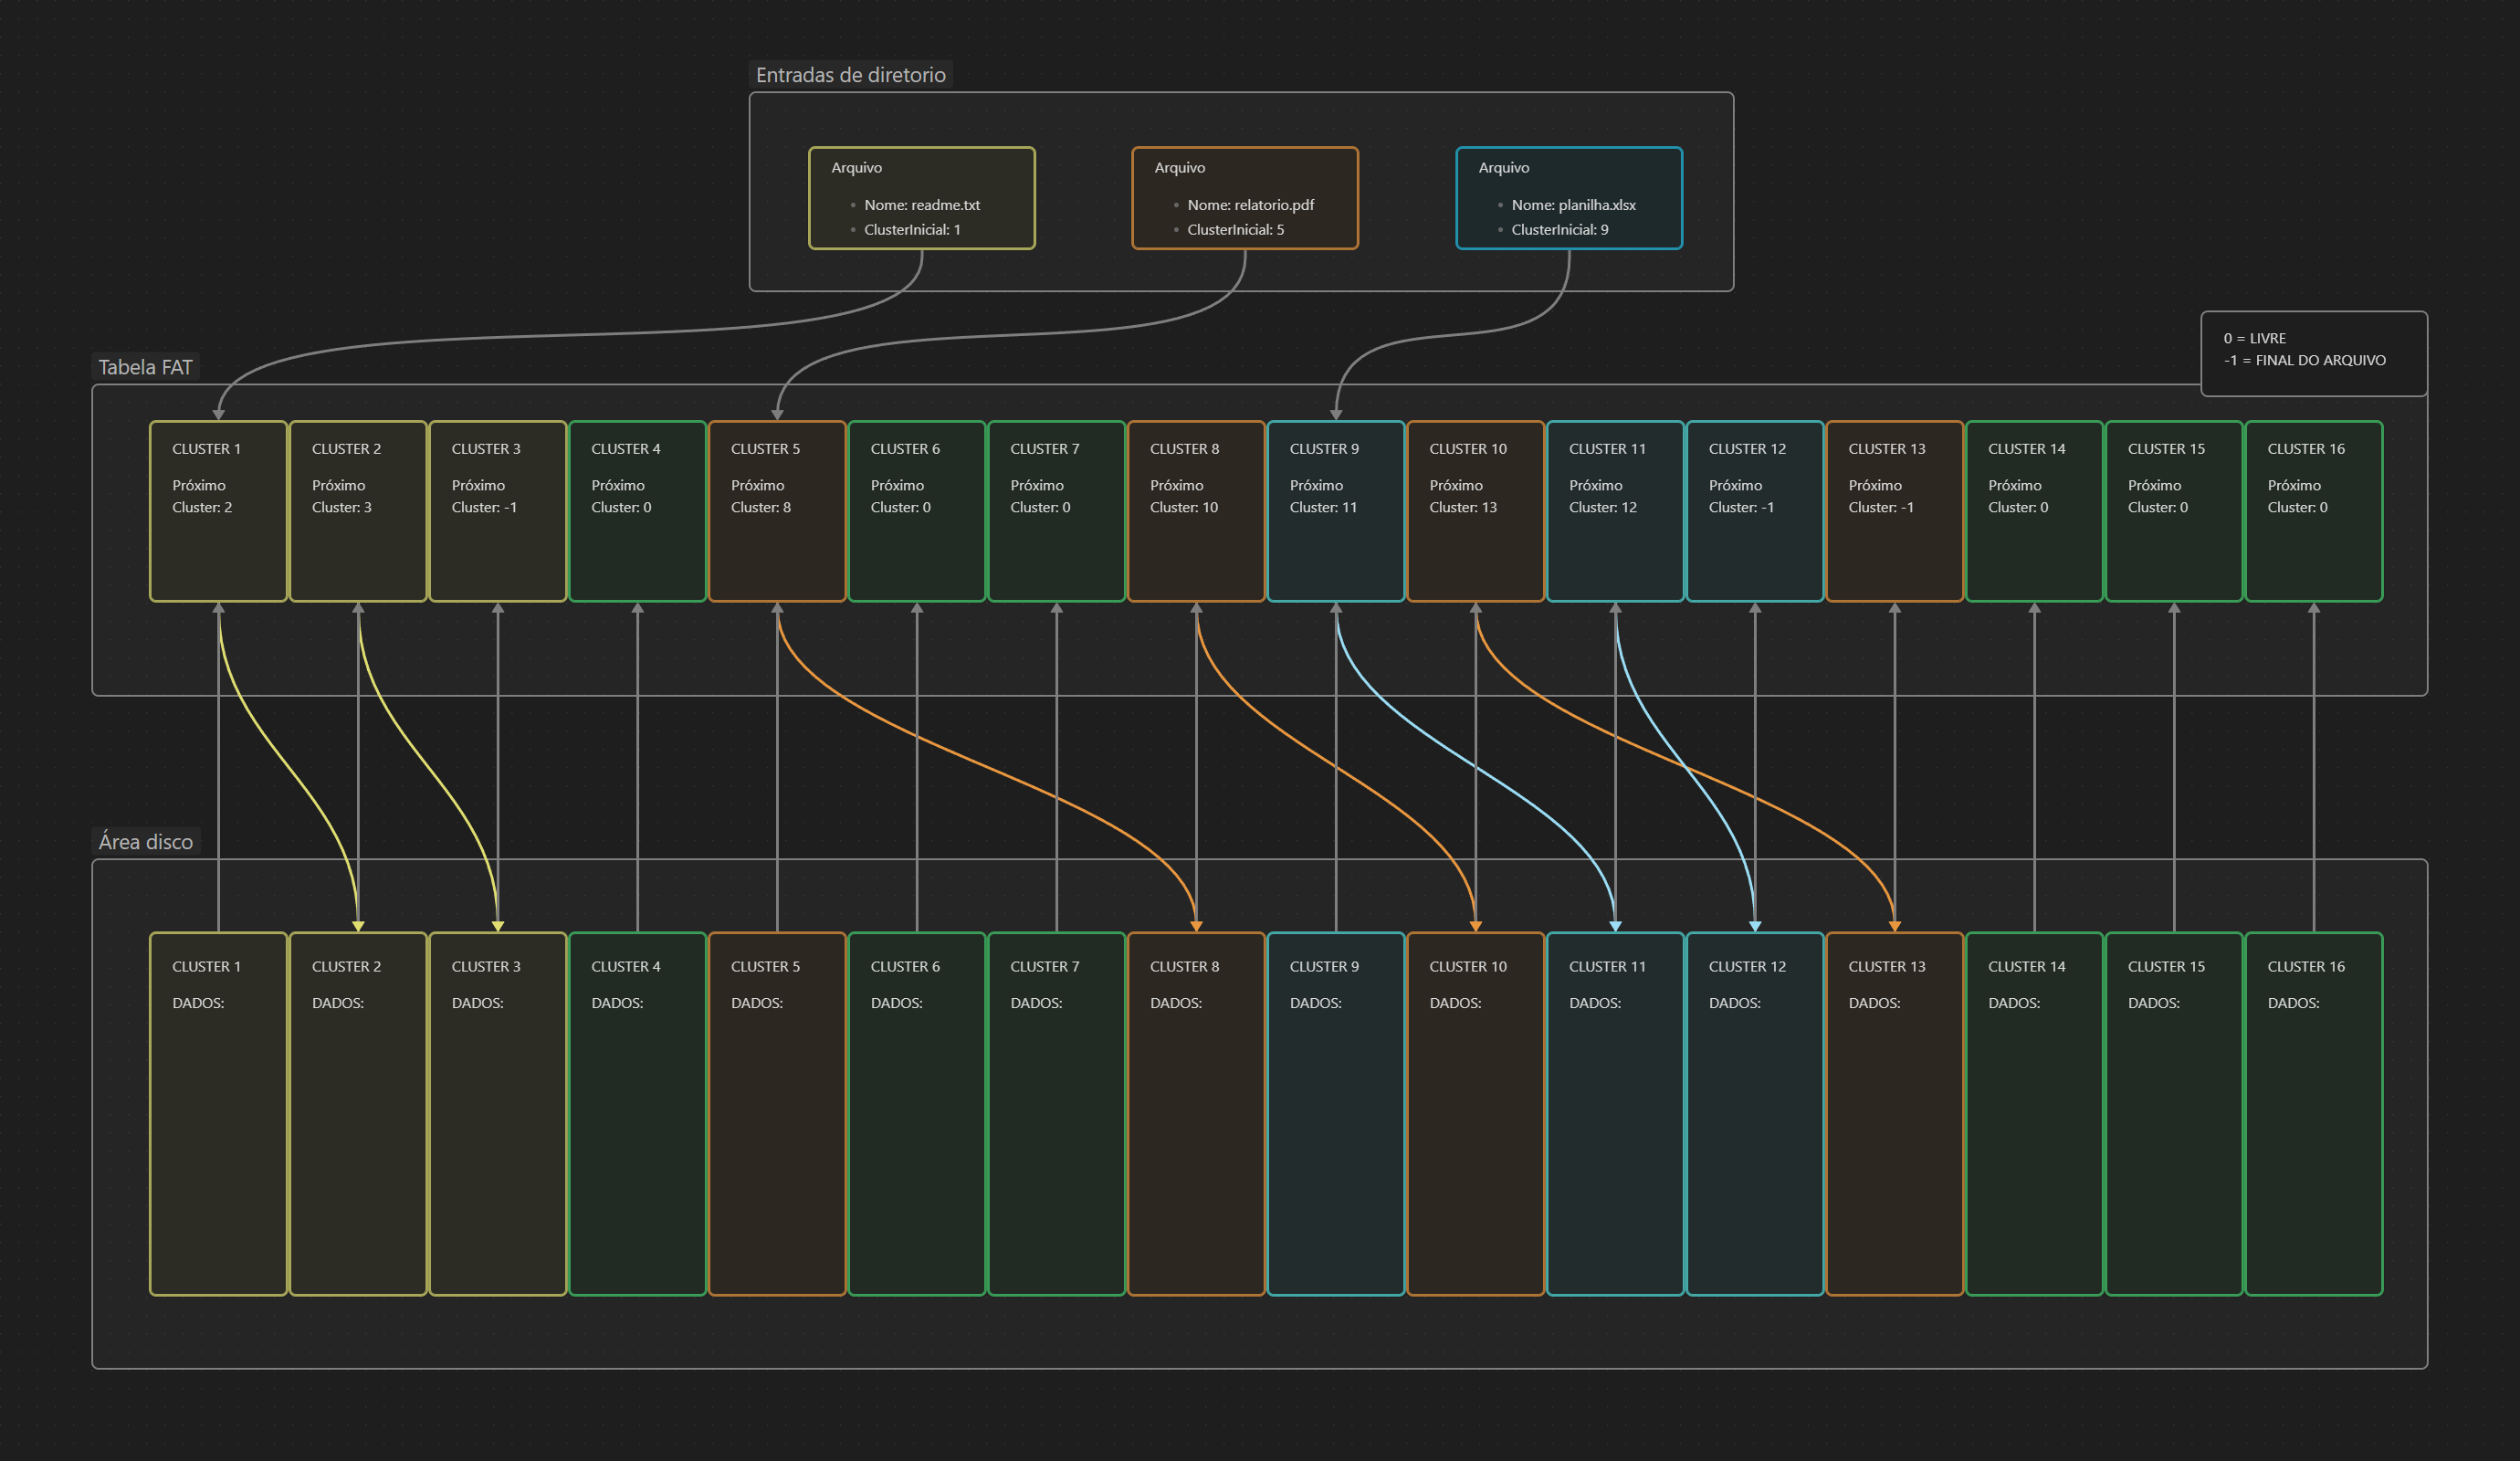 Entradas de diretorio
Arquivo
Nome: readme.txt
ClusterInicial: 1
Arquivo
Nome: relatorio.pdf
ClusterInicial: 5
Arquivo
Nome: planilha.xlsx
ClusterInicial: 9
0 = LIVRE
-1 = FINAL DO ARQUIVO
Tabela FAT
CLUSTER 1
Próximo
Cluster: 2
CLUSTER 2
Próximo
Cluster: 3
CLUSTER 3
Próximo
Cluster: -1
CLUSTER 4
Próximo
Cluster: 0
CLUSTER 5
Próximo
Cluster: 8
CLUSTER 6
Próximo
Cluster: 0
CLUSTER 7
Próximo
Cluster: 0
CLUSTER 8
Próximo
Cluster: 10
CLUSTER 9
Próximo
Cluster: 11
CLUSTER 10
Próximo
Cluster: 13
CLUSTER 11
Próximo
Cluster: 12
CLUSTER 12
Próximo
Cluster: -1
CLUSTER 13
Próximo
Cluster: -1
CLUSTER 14
Próximo
Cluster: 0
CLUSTER 15
Próximo
Cluster: 0
CLUSTER 16
Próximo
Cluster: 0
Área disco
CLUSTER 1
DADOS:
CLUSTER 2
DADOS:
CLUSTER 3
DADOS:
CLUSTER 4
DADOS:
CLUSTER 5
DADOS:
CLUSTER 6
DADOS:
CLUSTER 7
DADOS:
CLUSTER 8
DADOS:
CLUSTER 9
DADOS:
CLUSTER 10
DADOS:
CLUSTER 11
DADOS:
CLUSTER 12
DADOS:
CLUSTER 13
DADOS:
CLUSTER 14
DADOS:
CLUSTER 15
DADOS:
CLUSTER 16
DADOS: